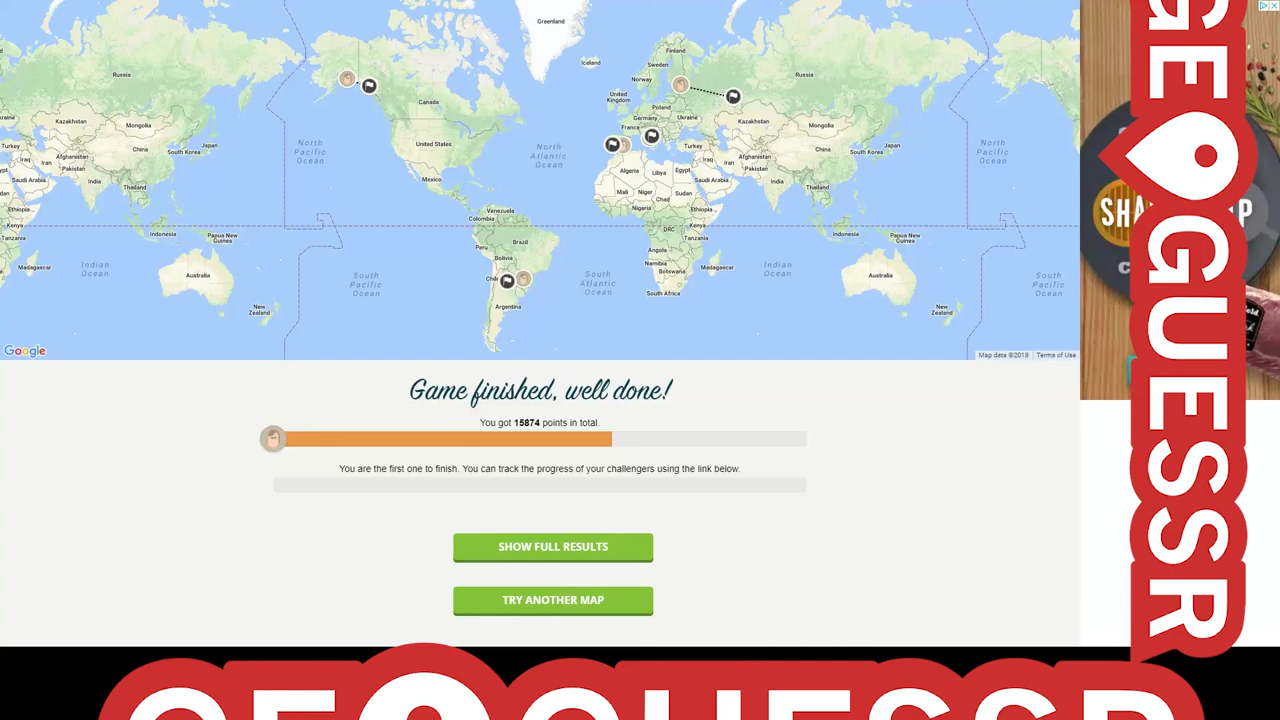 Greenland
Iceland
Finland
Sweden
Norway
Russia
Russia
United
Kingdom
Poland
Germany
Ukraine
France
Canada
Kazakhstan
Mongolia
Kazakhstan
Mongolia
United States
North
Pacific
Ocean
North
Atlantic
Ocean
North
Pacific
Ocean
Turkey
Turkey
China
Japan
South Korea
Afghanistan
Iraq
Iran
Pakistan
Saudi Arabia
India
Thailand
China
Japan
South Korea
Afghanistan
Iraq
Iran
Pakistan
Saudi Arabia
India
Thailand
Mexico
Algeria
Libya
Egypt
Mali
Niger
Chad
Sudan
Nigeria
Ethiopia
Ethiopia
Venezuela
Colombia
DRC
Kenya
Kenya
Tanzania
Tanzania
Indonesia
Papua New
Guinea
Indonesia
Papua New
Guinea
Peru
Brazil
Bolivia
Angola
Namibia
Botswana
Madagascar
Madagascar
Indian
Ocean
Australia
South
Pacific
Ocean
Chile
Argentina
South
Atlantic
Ocean
South Africa
Indian
Ocean
Australia
South
Pacific
Ocean
New
Zealand
New
Zealand
Google
Map data ©2018
Terms of Use
Game finished, well done!
You got 15874 points in total.
You are the first one to finish. You can track the progress of your challengers using the link below.
SHOW FULL RESULTS
TRY ANOTHER MAP
GEOGUESSR
GEOGUESSR